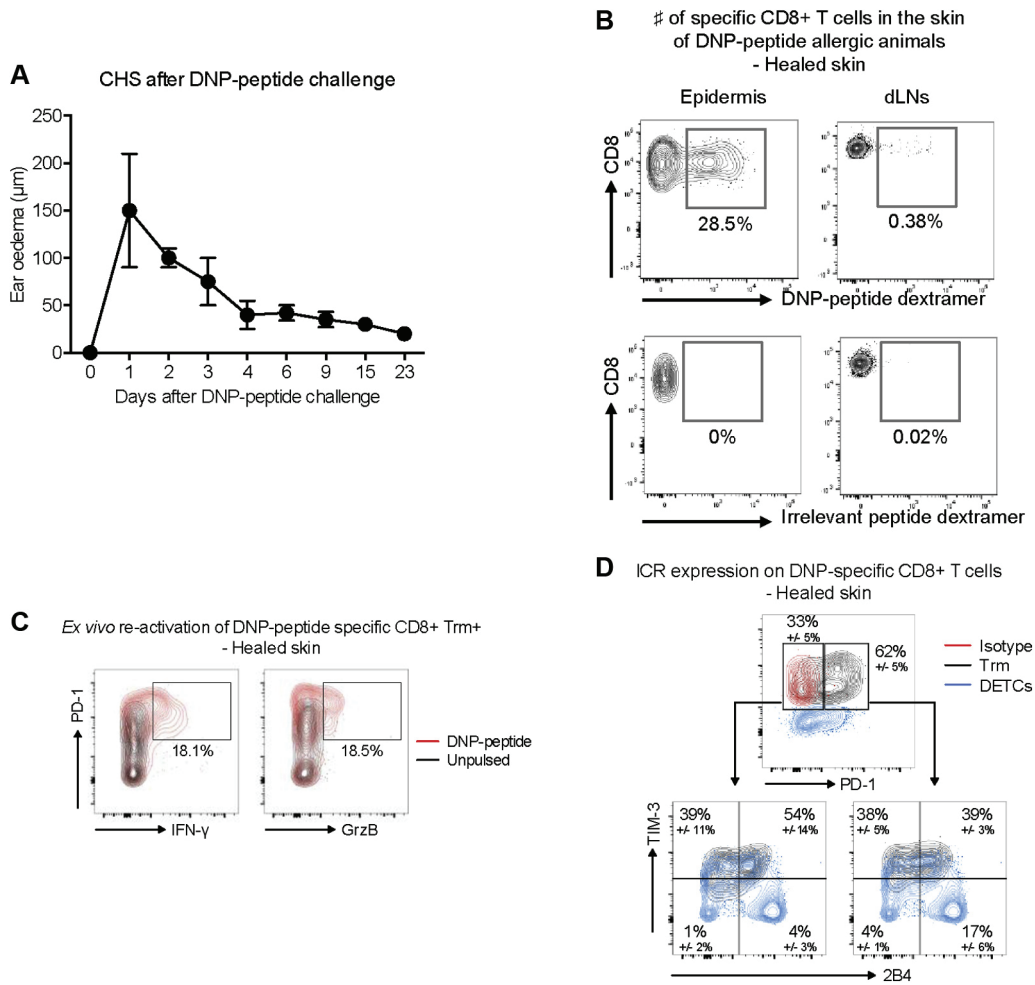 A
CHS after DNP-peptide challenge
250
200
150
100
50
0
Ear oedema (µm)
0 1 2 3 4 6 9 15 23
Days after DNP-peptide challenge
B
♯ of specific CD8+ T cells in the skin
of DNP-peptide allergic animals
- Healed skin
Epidermis dLNs
CD8
28.5% 0.38%
DNP-peptide dextramer
CD8
0% 0.02%
Irrelevant peptide dextramer
C
Ex vivo re-activation of DNP-peptide specific CD8+ Trm+
- Healed skin
PD-1
18.1% 18.5%
IFN-γ GrzB
DNP-peptide
Unpulsed
D
ICR expression on DNP-specific CD8+ T cells
- Healed skin
33%
+/- 5%
62%
+/- 5%
Isotype
Trm
DETCs
PD-1
TIM-3
39%
+/- 11%
54%
+/- 14%
1%
+/- 2%
4%
+/- 3%
38%
+/- 5%
39%
+/- 3%
4%
+/- 1%
17%
+/- 6%
2B4